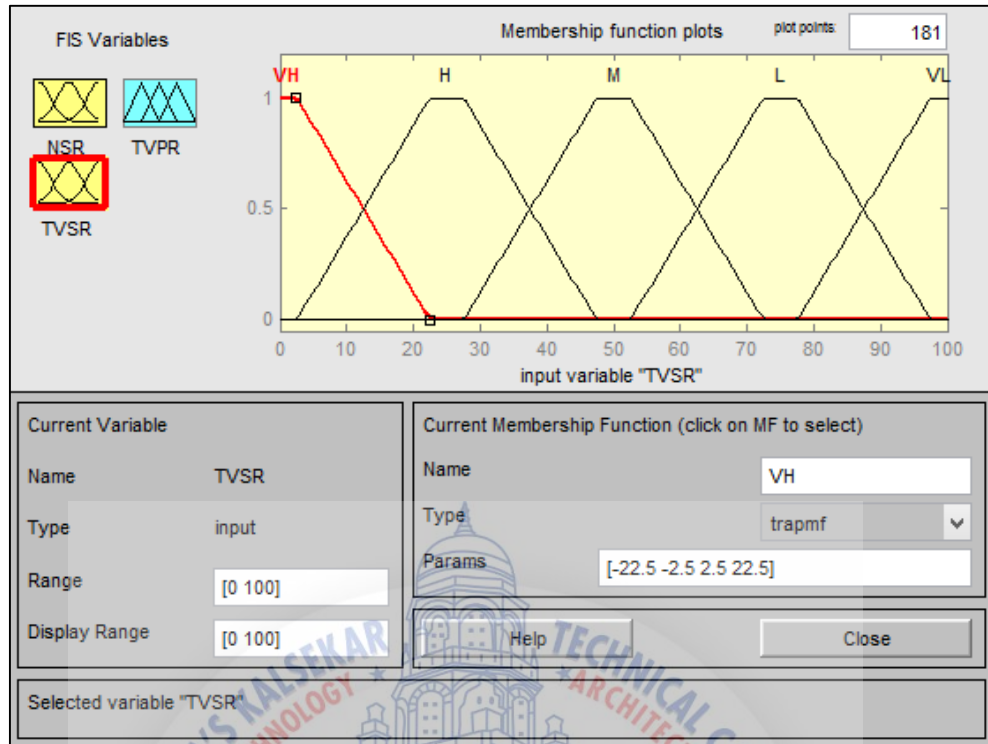 FIS Variables
NSR
TVPR
TVSR
Membership function plots
plot points:
181
VH
H
M
L
VL
1
0.5
0
0 10 20 30 40 50 60 70 80 90 100
input variable "TVSR"
Current Variable
Name TVSR
Type input
Range [0 100]
Display Range [0 100]
Current Membership Function (click on MF to select)
Name VH
Type trapmf
Params [-22.5 -2.5 2.5 22.5]
Help
Close
Selected variable "TVSR"
KALSEKAR TECHNICAL
ARCHITEC